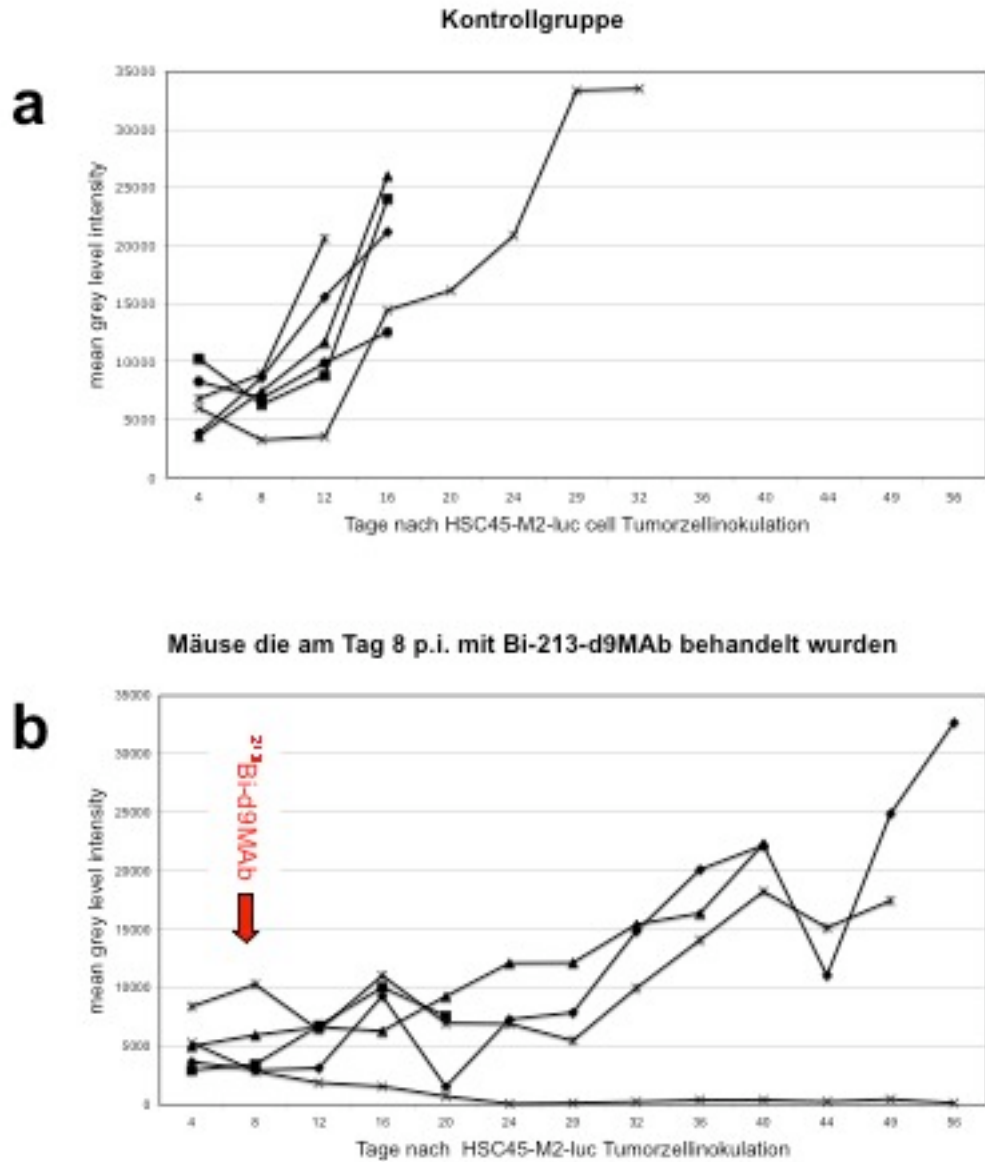 Kontrollgruppe
a
35000
30000
25000
20000
15000
10000
5000
0
mean grey level intensity
4 8 12 16 20 24 29 32 36 40 44 49 56
Tage nach HSC45-M2-luc cell Tumorzellinokulation
Mäuse die am Tag 8 p.i. mit Bi-213-d9MAb behandelt wurden
b
35000
30000
25000
20000
15000
10000
5000
0
mean grey level intensity
²¹³Bi-d9MAb
4 8 12 16 20 24 29 32 36 40 44 49 56
Tage nach HSC45-M2-luc Tumorzellinokulation